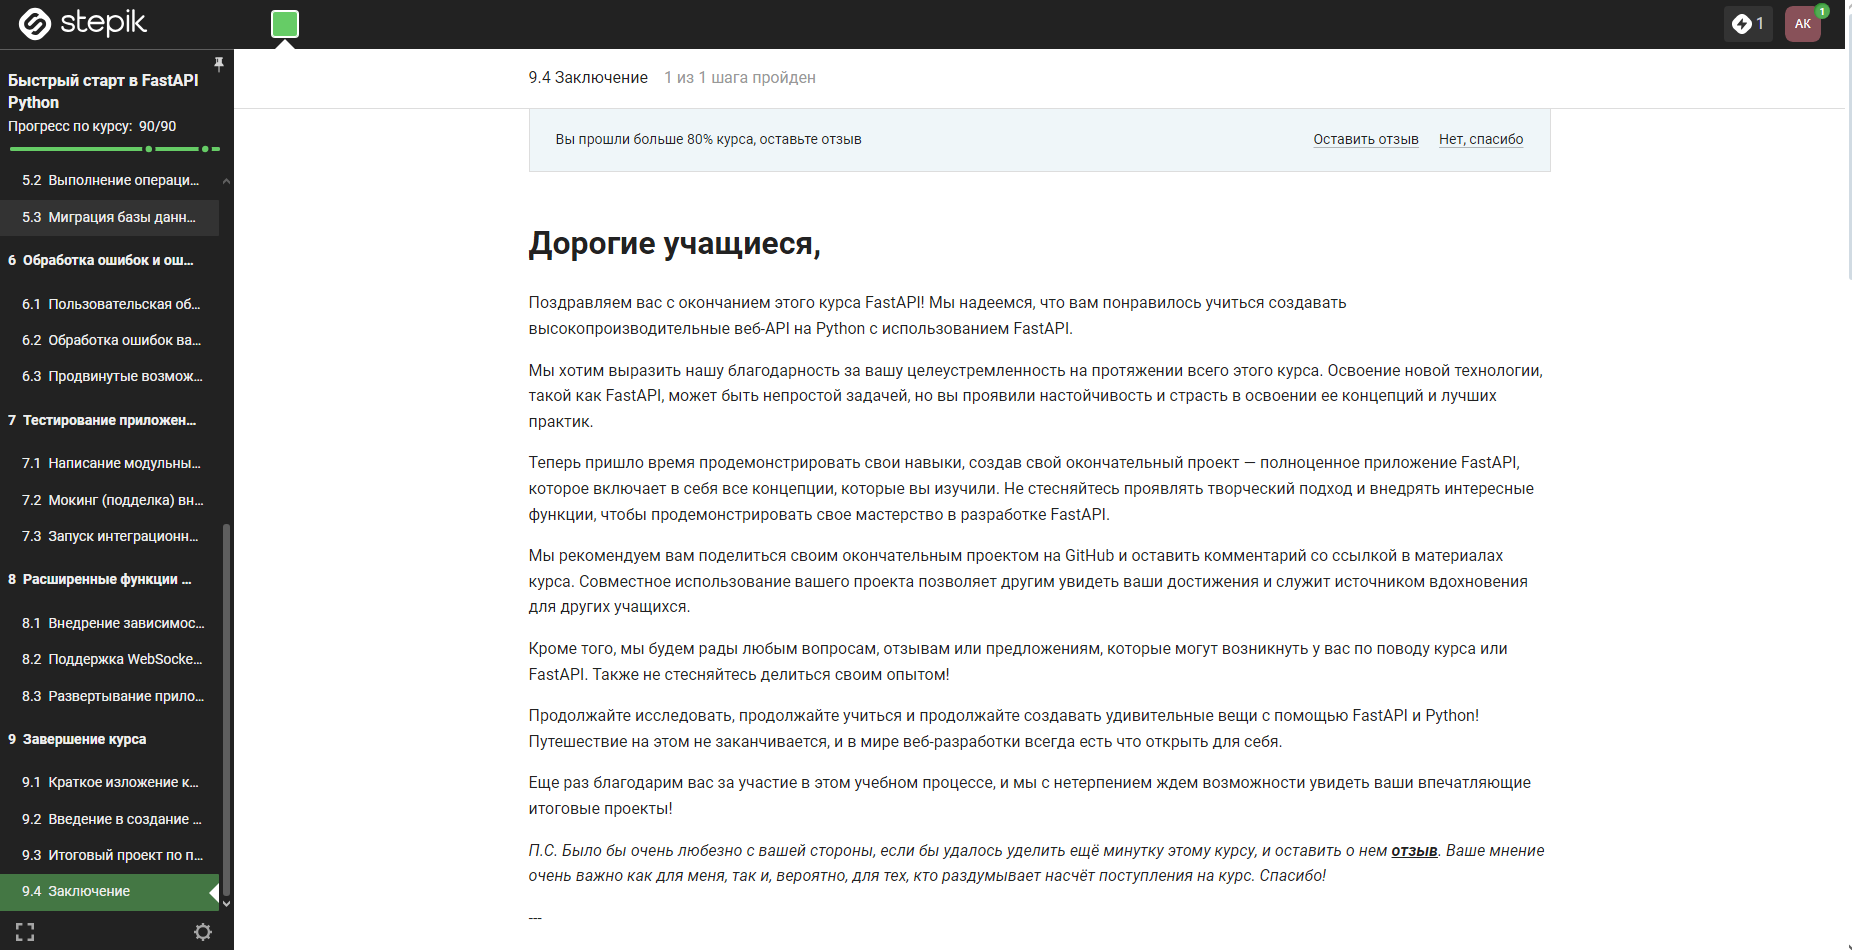 stepik
1
АК
1
Быстрый старт в FastAPI
Python
Прогресс по курсу: 90/90
5.2 Выполнение операци...
5.3 Миграция базы данн...
6 Обработка ошибок и ош...
6.1 Пользовательская об...
6.2 Обработка ошибок ва...
6.3 Продвинутые возмож...
7 Тестирование приложен...
7.1 Написание модульны...
7.2 Мокинг (подделка) вн...
7.3 Запуск интеграционн...
8 Расширенные функции ...
8.1 Внедрение зависимос...
8.2 Поддержка WebSocke...
8.3 Развертывание прило...
9 Завершение курса
9.1 Краткое изложение к...
9.2 Введение в создание ...
9.3 Итоговый проект по п...
9.4 Заключение
9.4 Заключение 1 из 1 шага пройден
Вы прошли больше 80% курса, оставьте отзыв Оставить отзыв Нет, спасибо
Дорогие учащиеся,
Поздравляем вас с окончанием этого курса FastAPI! Мы надеемся, что вам понравилось учиться создавать
высокопроизводительные веб-API на Python с использованием FastAPI.
Мы хотим выразить нашу благодарность за вашу целеустремленность на протяжении всего этого курса. Освоение новой технологии,
такой как FastAPI, может быть непростой задачей, но вы проявили настойчивость и страсть в освоении ее концепций и лучших
практик.
Теперь пришло время продемонстрировать свои навыки, создав свой окончательный проект — полноценное приложение FastAPI,
которое включает в себя все концепции, которые вы изучили. Не стесняйтесь проявлять творческий подход и внедрять интересные
функции, чтобы продемонстрировать свое мастерство в разработке FastAPI.
Мы рекомендуем вам поделиться своим окончательным проектом на GitHub и оставить комментарий со ссылкой в материалах
курса. Совместное использование вашего проекта позволяет другим увидеть ваши достижения и служит источником вдохновения
для других учащихся.
Кроме того, мы будем рады любым вопросам, отзывам или предложениям, которые могут возникнуть у вас по поводу курса или
FastAPI. Также не стесняйтесь делиться своим опытом!
Продолжайте исследовать, продолжайте учиться и продолжайте создавать удивительные вещи с помощью FastAPI и Python!
Путешествие на этом не заканчивается, и в мире веб-разработки всегда есть что открыть для себя.
Еще раз благодарим вас за участие в этом учебном процессе, и мы с нетерпением ждем возможности увидеть ваши впечатляющие
итоговые проекты!
П.С. Было бы очень любезно с вашей стороны, если бы удалось уделить ещё минутку этому курсу, и оставить о нем отзыв. Ваше мнение
очень важно как для меня, так и, вероятно, для тех, кто раздумывает насчёт поступления на курс. Спасибо!
---